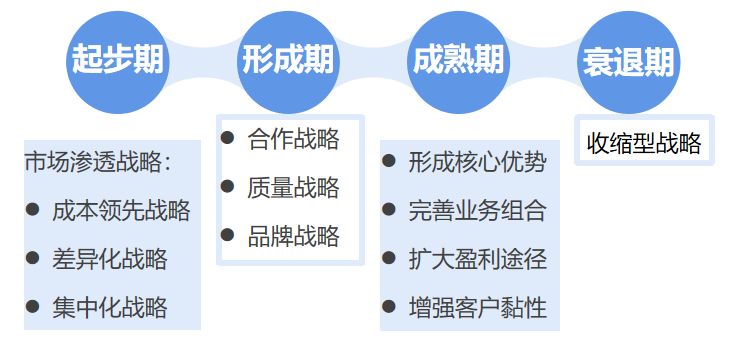 起步期
形成期
成熟期
衰退期
市场渗透战略：
● 成本领先战略
● 差异化战略
● 集中化战略
● 合作战略
● 质量战略
● 品牌战略
● 形成核心优势
● 完善业务组合
● 扩大盈利途径
● 增强客户黏性
收缩型战略